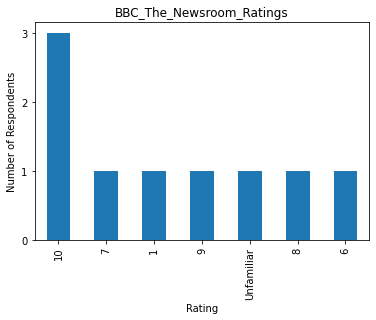 BBC_The_Newsroom_Ratings
Number of Respondents
3
2
1
0
10
7
1
9
Unfamiliar
8
6
Rating